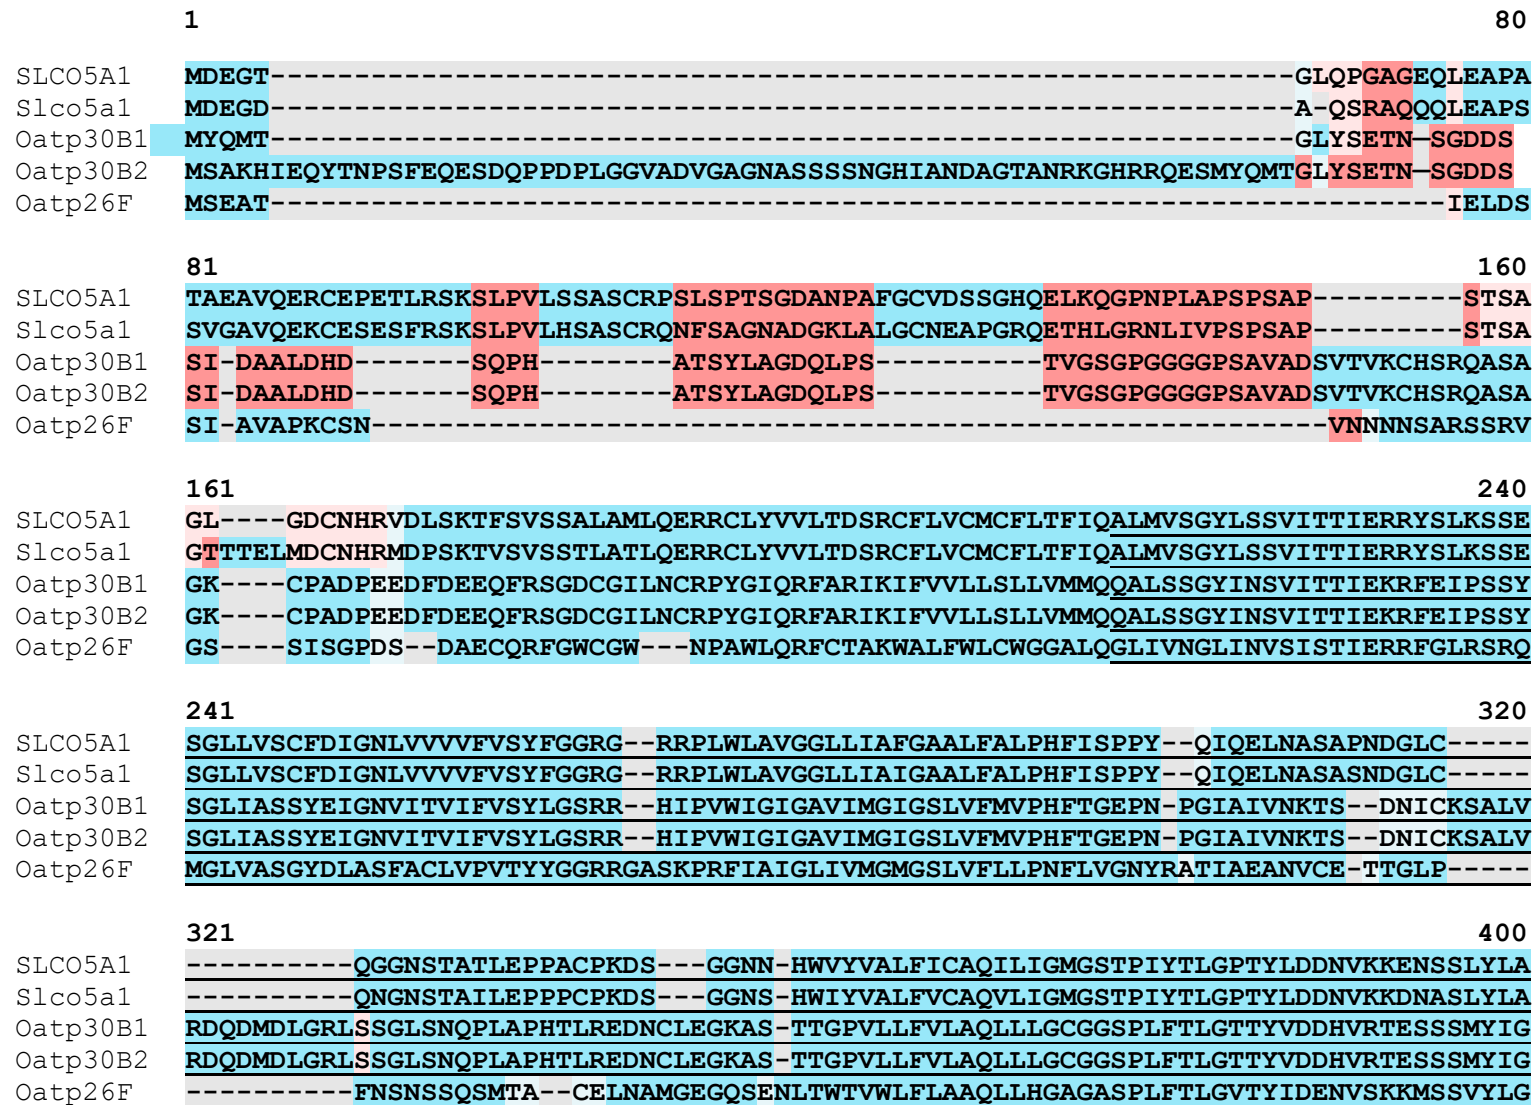 1 80
SLCO5A1 MDEGT-------------------------------------------------------------GLQPGAGEQLEAPA
Slco5a1 MDEGD-------------------------------------------------------------A-QSRAQQQLEAPS
Oatp30B1 MYQMT-------------------------------------------------------------GLYSETN-SGDDS
Oatp30B2 MSAKHIEQYTNPSFEQESDQPPDPLGGVADVGAGNASSSSNGHIANDAGTANRKGHRRQESMYQMTGLYSETN-SGDDS
Oatp26F MSEAT----------------------------------------------------------------------IELDS
81 160
SLCO5A1 TAEAVQERCEPETLRSKSLPVLSSASCRPSLSPTSGDANPAFGCVDSSGHQELKQGPNPLAPSPSAP---------STSA
Slco5a1 SVGAVQEKCESESFRSKSLPVLHSASCRQNFSAGNADGKLALGCNEAPGRQETHLGRNLIVPSPSAP---------STSA
Oatp30B1 SI-DAALDHD-------SQPH--------ATSYLAGDQLPS----------TVGSGPGGGGPSAVADSVTVKCHSRQASA
Oatp30B2 SI-DAALDHD-------SQPH--------ATSYLAGDQLPS----------TVGSGPGGGGPSAVADSVTVKCHSRQASA
Oatp26F SI-AVAPKCSN---------------------------------------------------------VNNNNSARSSRV
161 240
SLCO5A1 GL----GDCNHRVDLSKTFSVSSALAMLQERRCLYVVLTDSRCFLVCMCFLTFIQALMVSGYLSSVITTIERRYSLKSSE
Slco5a1 GTTTELMDCNHRMDPSKTVSVSSTLATLQERRCLYVVLTDSRCFLVCMCFLTFIQALMVSGYLSSVITTIERRYSLKSSE
Oatp30B1 GK----CPADPEEDFDEEQFRSGDCGILNCRPYGIQRFARIKIFVVLLSLLVMMQQALSSGYINSVITTIEKRFEIPSSY
Oatp30B2 GK----CPADPEEDFDEEQFRSGDCGILNCRPYGIQRFARIKIFVVLLSLLVMMQQALSSGYINSVITTIEKRFEIPSSY
Oatp26F GS----SISGPDS--DAECQRFGWCGW---NPAWLQRFCTAKWALFWLCWGGALQGLIVNGLINVSISTIERRFGLRSRQ
241 320
SLCO5A1 SGLLVSCFDIGNLVVVVFVSYFGGRG--RRPLWLAVGGLLIAFGAALFALPHFISPPY--QIQELNASAPNDGLC-----
Slco5a1 SGLLVSCFDIGNLVVVVFVSYFGGRG--RRPLWLAVGGLLIAIGAALFALPHFISPPY--QIQELNASASNDGLC-----
Oatp30B1 SGLIASSYEIGNVITVIFVSYLGSRR--HIPVWIGIGAVIMGIGSLVFMVPHFTGEPN-PGIAIVNKTS--DNICKSALV
Oatp30B2 SGLIASSYEIGNVITVIFVSYLGSRR--HIPVWIGIGAVIMGIGSLVFMVPHFTGEPN-PGIAIVNKTS--DNICKSALV
Oatp26F MGLVASGYDLASFACLVPVTYYGGRRGASKPRFIAIGLIVMGMGSLVFLLPNFLVGNYRATIAEANVCE-TTGLP-----
321 400
SLCO5A1 ----------QGGNSTATLEPPACPKDS---GGNN-HWVYVALFICAQILIGMGSTPIYTLGPTYLDDNVKKENSSLYLA
Slco5a1 ----------QNGNSTAILEPPPCPKDS---GGNS-HWIYVALFVCAQVLIGMGSTPIYTLGPTYLDDNVKKDNASLYLA
Oatp30B1 RDQDMDLGRLSSGLSNQPLAPHTLREDNCLEGKAS-TTGPVLLFVLAQLLLGCGGSPLFTLGTTYVDDHVRTESSSMYIG
Oatp30B2 RDQDMDLGRLSSGLSNQPLAPHTLREDNCLEGKAS-TTGPVLLFVLAQLLLGCGGSPLFTLGTTYVDDHVRTESSSMYIG
Oatp26F ----------FNSNSSQSMTA--CELNAMGEGQSENLTWTVWLFLAAQLLHGAGASPLFTLGVTYIDENVSKKMSSVYLG